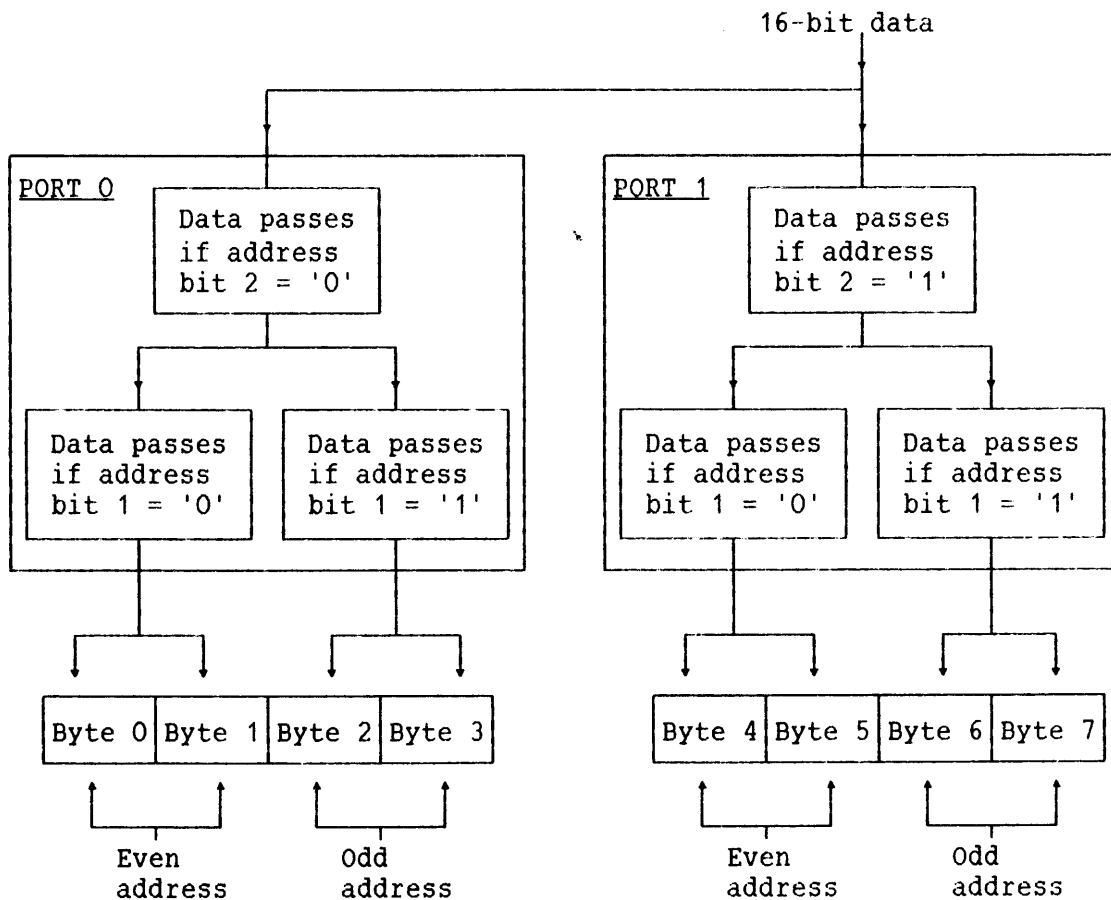 16-bit data
PORT 0
Data passes
if address
bit 2 = '0'
Data passes
if address
bit 1 = '0'
Data passes
if address
bit 1 = '1'
Byte 0
Byte 1
Byte 2
Byte 3
Even
address
Odd
address
PORT 1
Data passes
if address
bit 2 = '1'
Data passes
if address
bit 1 = '0'
Data passes
if address
bit 1 = '1'
Byte 4
Byte 5
Byte 6
Byte 7
Even
address
Odd
address